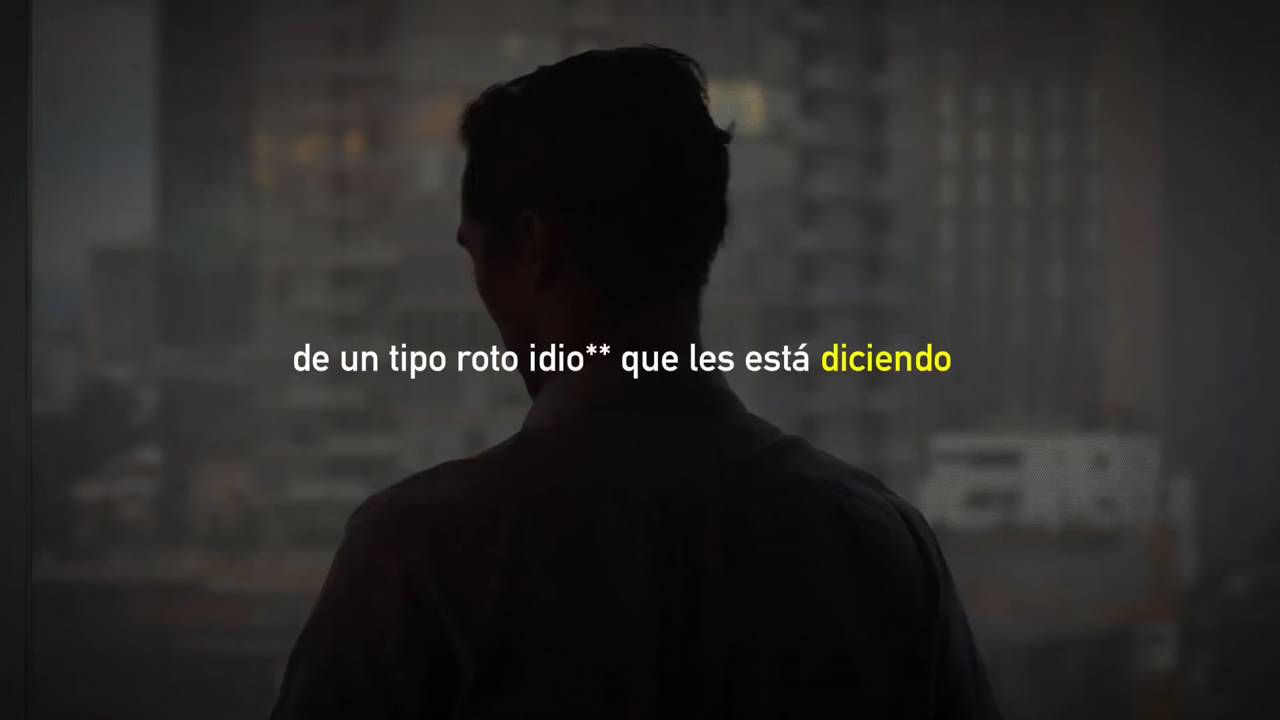 de un tipo roto idio** que les está diciendo